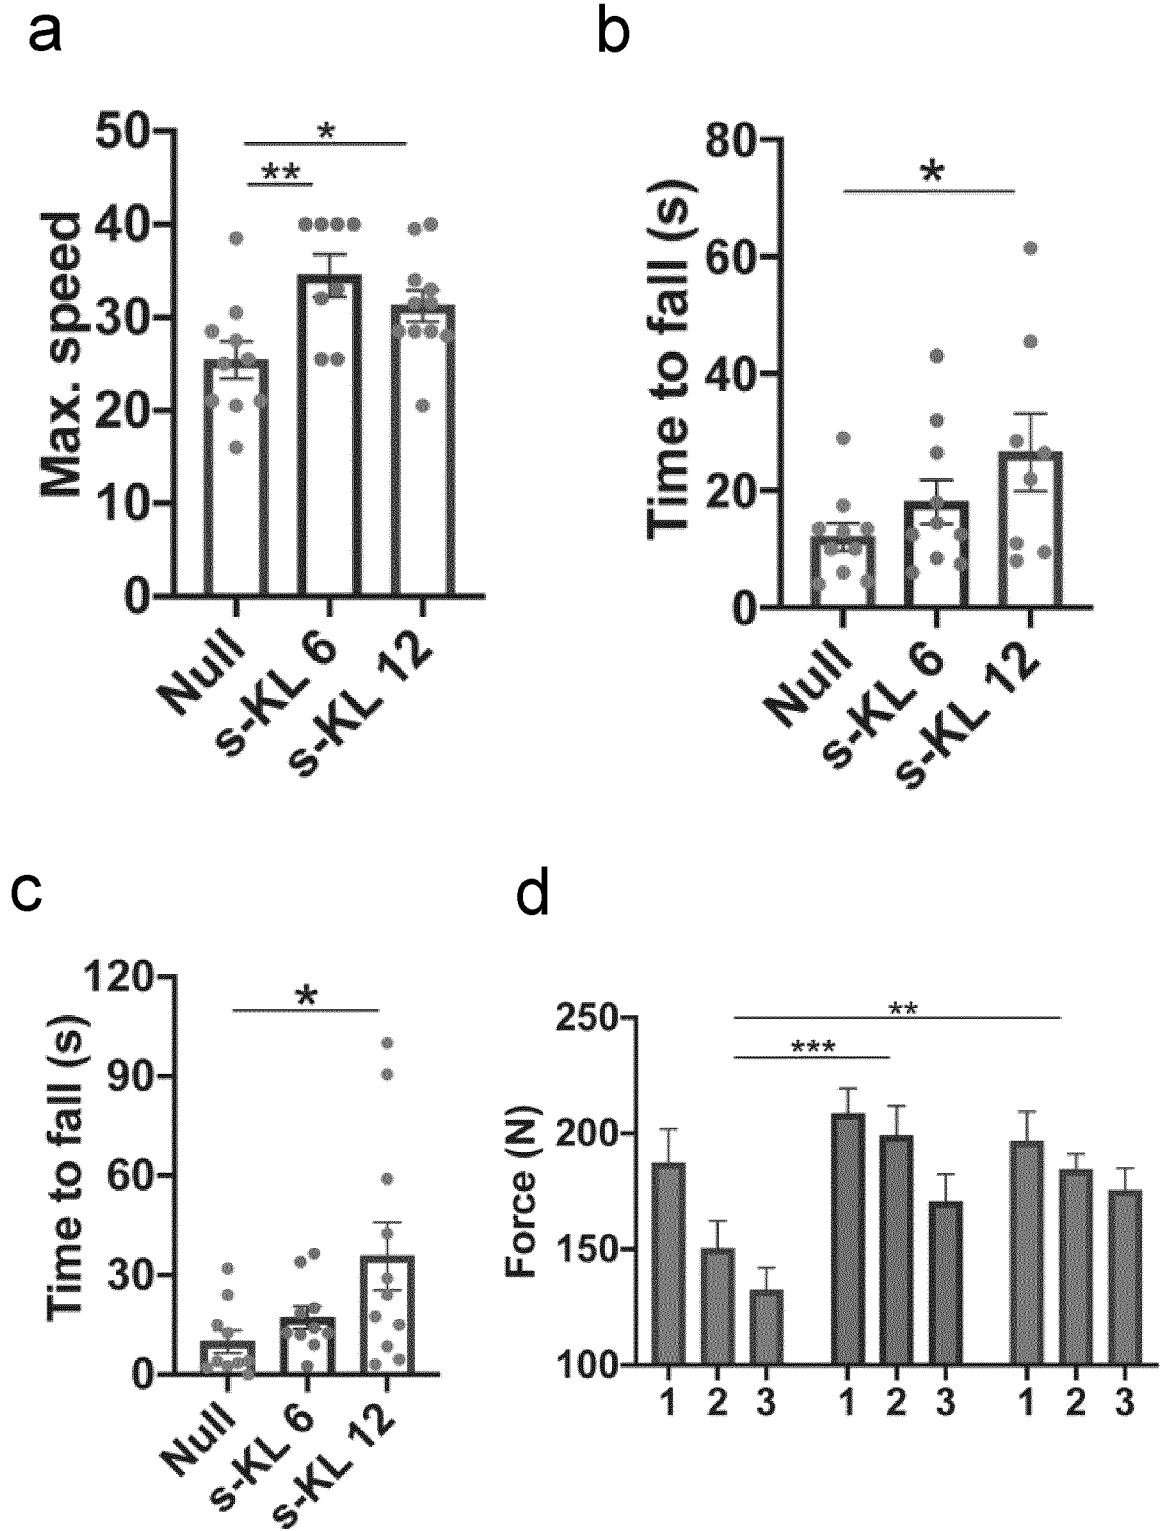 a
b
50
40
30
20
10
0
Max. speed
*
**
Null
s-KL 6
s-KL 12
80
60
40
20
0
Time to fall (s)
*
Null
s-KL 6
s-KL 12
c
d
120
90
60
30
0
Time to fall (s)
*
Null
s-KL 6
s-KL 12
250
200
150
100
Force (N)
**
***
1 2 3 1 2 3 1 2 3